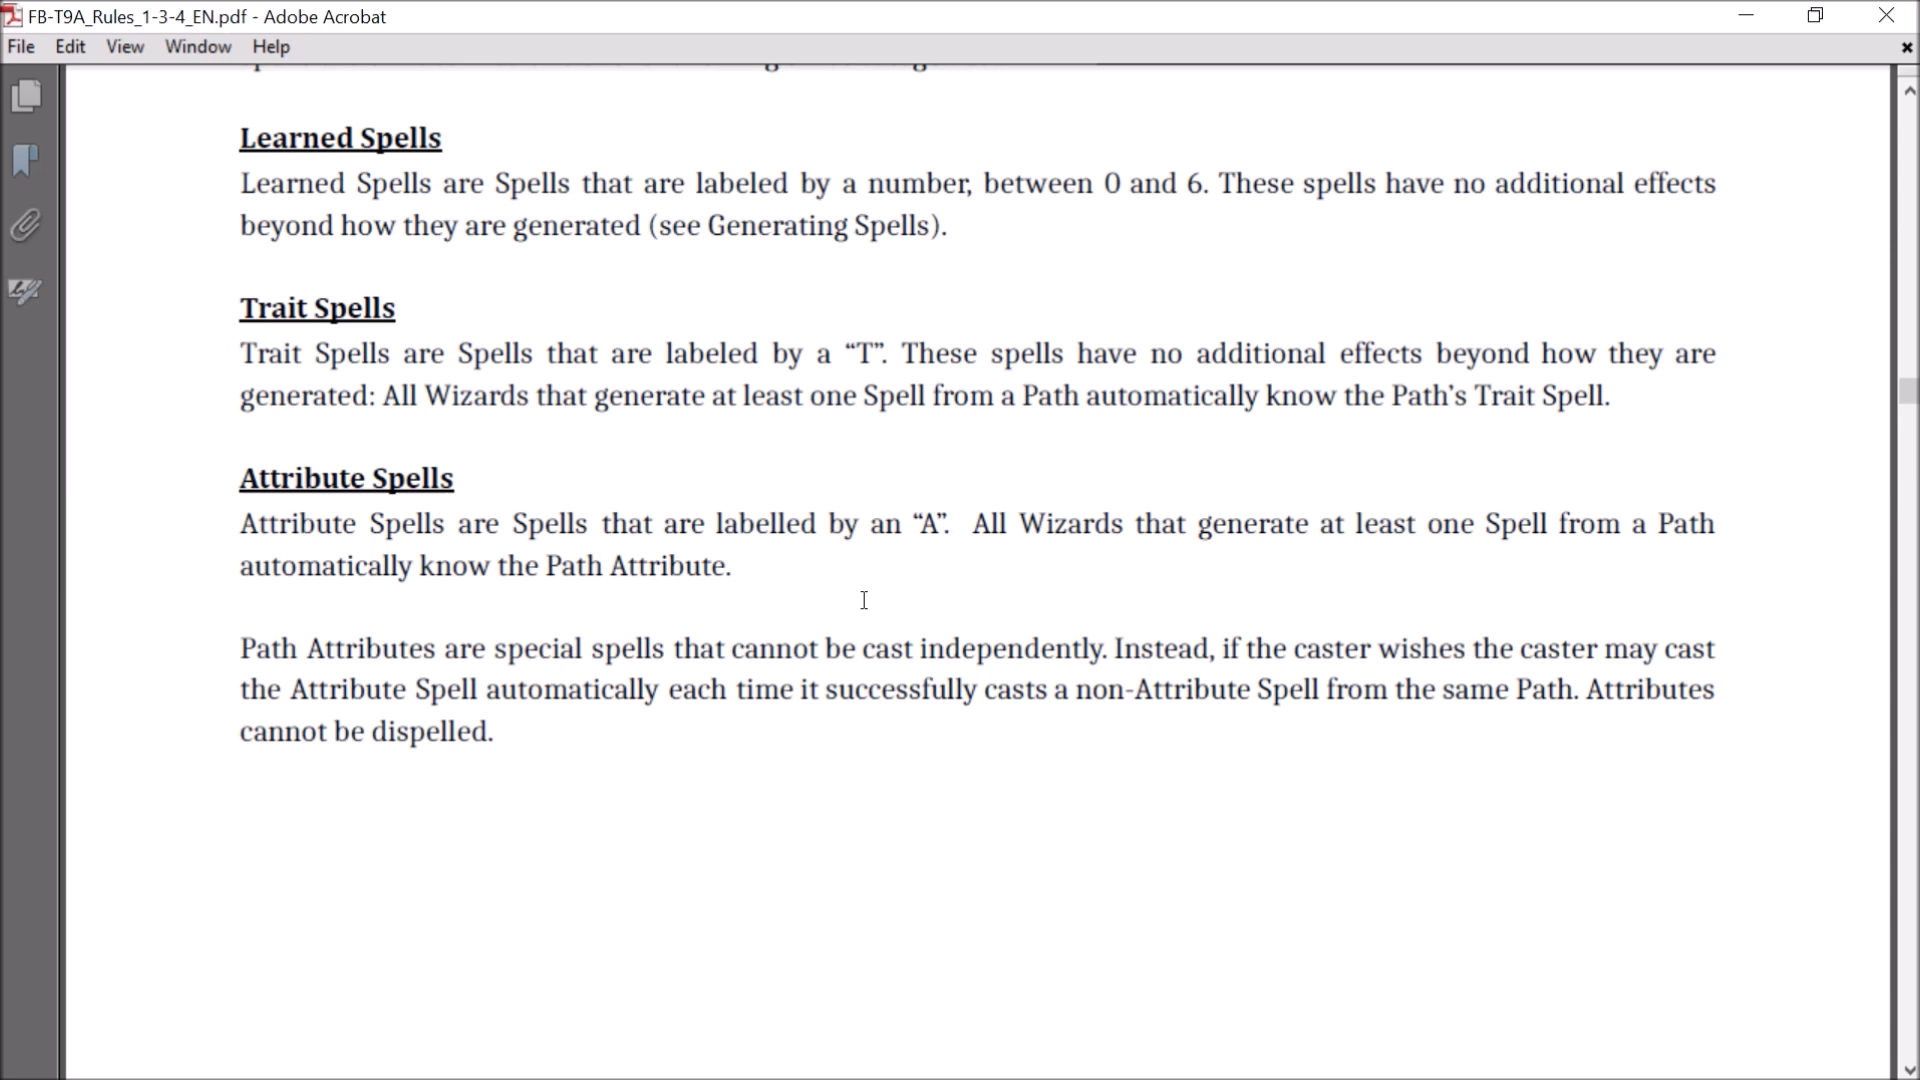 FB-T9A_Rules_1-3-4_EN.pdf - Adobe Acrobat
File Edit View Window Help
Learned Spells
Learned Spells are Spells that are labeled by a number, between 0 and 6. These spells have no additional effects
beyond how they are generated (see Generating Spells).
Trait Spells
Trait Spells are Spells that are labeled by a “T”. These spells have no additional effects beyond how they are
generated: All Wizards that generate at least one Spell from a Path automatically know the Path’s Trait Spell.
Attribute Spells
Attribute Spells are Spells that are labelled by an “A”. All Wizards that generate at least one Spell from a Path
automatically know the Path Attribute.
Path Attributes are special spells that cannot be cast independently. Instead, if the caster wishes the caster may cast
the Attribute Spell automatically each time it successfully casts a non-Attribute Spell from the same Path. Attributes
cannot be dispelled.